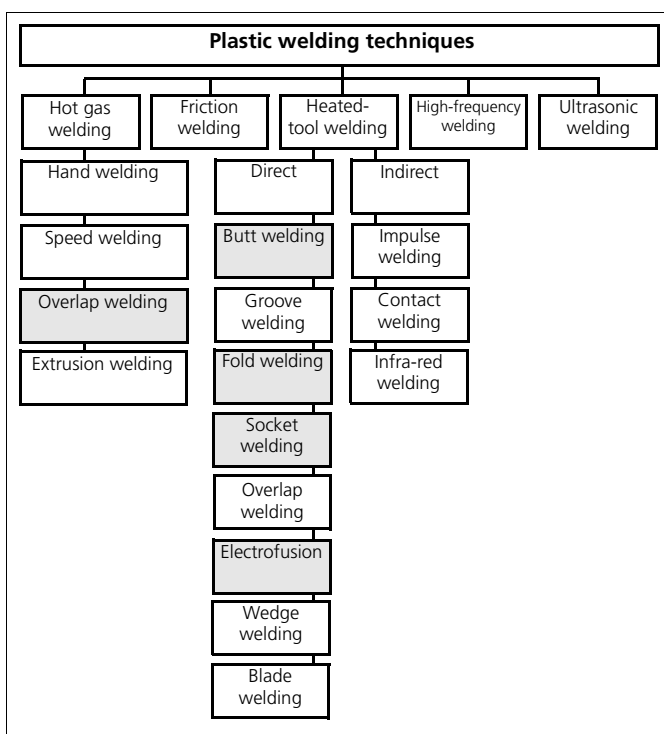 Plastic welding techniques
Hot gas
welding
Friction
welding
Heated-
tool welding
High-frequency
welding
Ultrasonic
welding
Hand welding
Speed welding
Overlap welding
Extrusion welding
Direct
Butt welding
Groove
welding
Fold welding
Socket
welding
Overlap
welding
Electrofusion
Wedge
welding
Blade
welding
Indirect
Impulse
welding
Contact
welding
Infra-red
welding